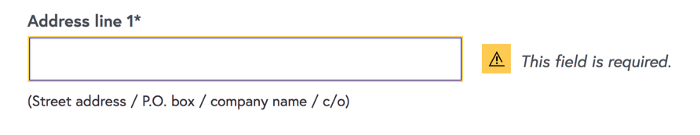 Address line 1*
This field is required.
(Street address / P.O. box / company name / c/o)